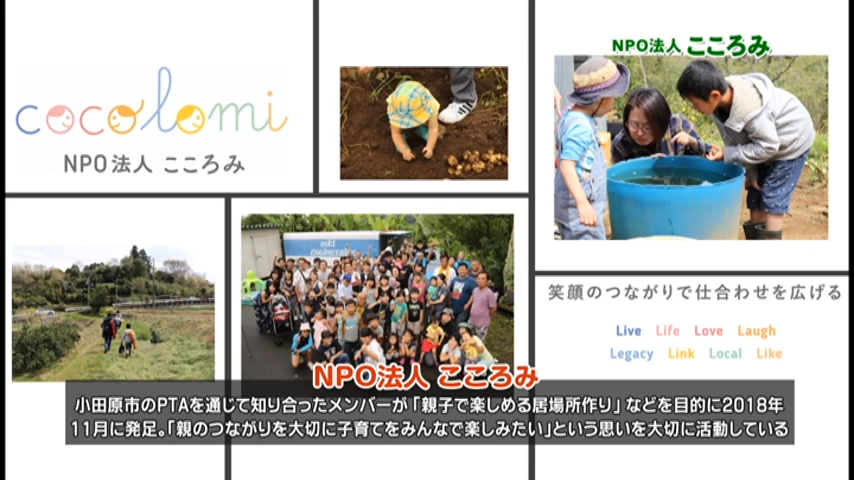 cocolomi
NPO法人 こころみ
NPO法人 こころみ
笑顔のつながりで仕合わせを広げる
Live Life Love Laugh
Legacy Link Local Like
NPO法人 こころみ
小田原市のPTAを通じて知り合ったメンバーが「親子で楽しめる居場所作り」などを目的に2018年
11月に発足。「親のつながりを大切に子育てをみんなで楽しみたい」という思いを大切に活動している